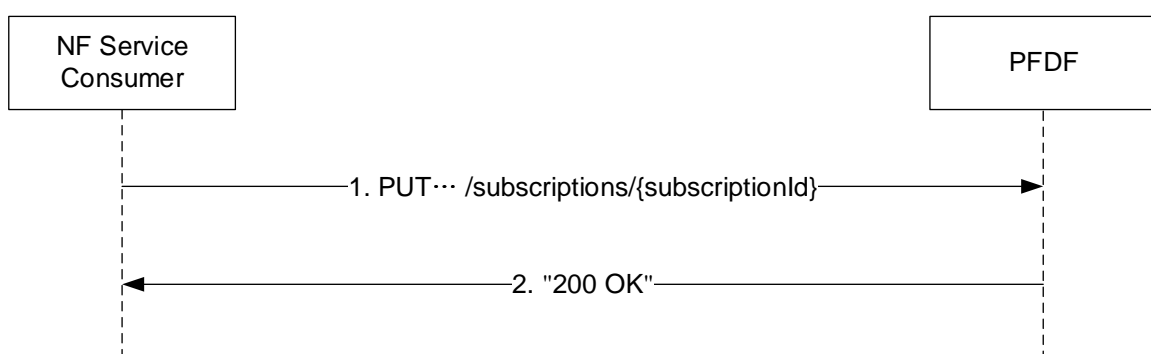 NF Service
Consumer
PFDF
1. PUT⋯ /subscriptions/{subscriptionId}
2. "200 OK"